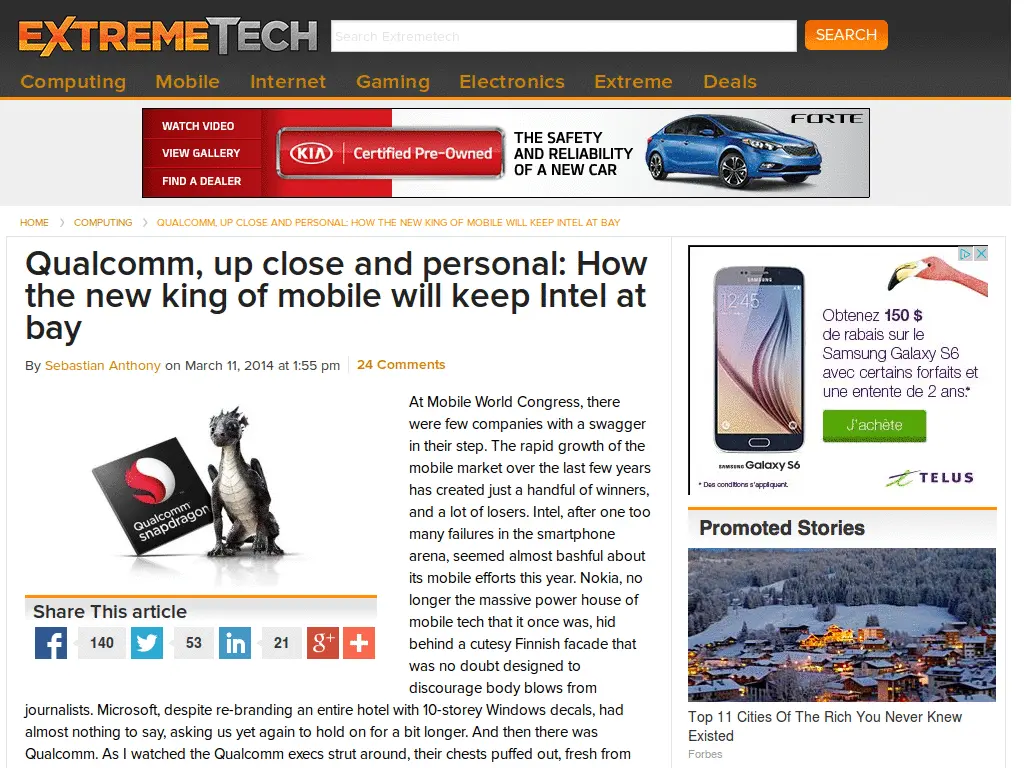 EXTREMETECH
Search Extremetech
SEARCH
Computing Mobile Internet Gaming Electronics Extreme Deals
WATCH VIDEO
VIEW GALLERY
FIND A DEALER
KIA Certified Pre-Owned
THE SAFETY
AND RELIABILITY
OF A NEW CAR
FORTE
HOME COMPUTING QUALCOMM, UP CLOSE AND PERSONAL: HOW THE NEW KING OF MOBILE WILL KEEP INTEL AT BAY
Qualcomm, up close and personal: How
the new king of mobile will keep Intel at
bay
By Sebastian Anthony on March 11, 2014 at 1:55 pm 24 Comments
Qualcomm
snapdragon
Share This article
f 140 53 in 21 g+ +
At Mobile World Congress, there
were few companies with a swagger
in their step. The rapid growth of the
mobile market over the last few years
has created just a handful of winners,
and a lot of losers. Intel, after one too
many failures in the smartphone
arena, seemed almost bashful about
its mobile efforts this year. Nokia, no
longer the massive power house of
mobile tech that it once was, hid
behind a cutesy Finnish facade that
was no doubt designed to
discourage body blows from
journalists. Microsoft, despite re-branding an entire hotel with 10-storey Windows decals, had
almost nothing to say, asking us yet again to hold on for a bit longer. And then there was
Qualcomm. As I watched the Qualcomm execs strut around, their chests puffed out, fresh from
SAMSUNG
12:45
Obtenez 150 $
de rabais sur le
Samsung Galaxy S6
avec certains forfaits et
une entente de 2 ans.*
J'achète
SAMSUNG Galaxy S6
* Des conditions s'appliquent.
TELUS
Promoted Stories
Top 11 Cities Of The Rich You Never Knew
Existed
Forbes